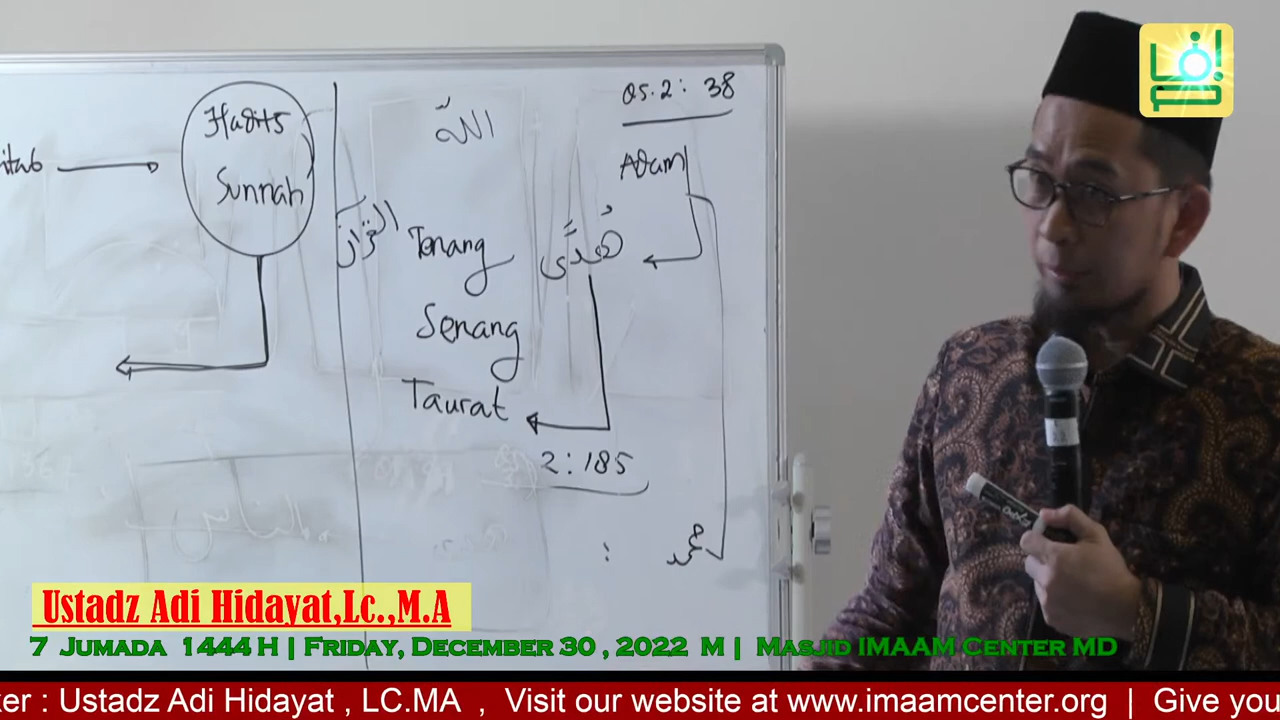 QS. 2 : 38
الله
Adam
Hadits
Sunnah
هُدًى
القرآن
Tenang
Senang
Taurat
2 : 185
محمد
:
Ustadz Adi Hidayat,Lc.,M.A
7 Jumada 1444 H | Friday, December 30 , 2022 M | Masjid IMAAM Center MD
ker : Ustadz Adi Hidayat , LC.MA , Visit our website at www.imaamcenter.org | Give you